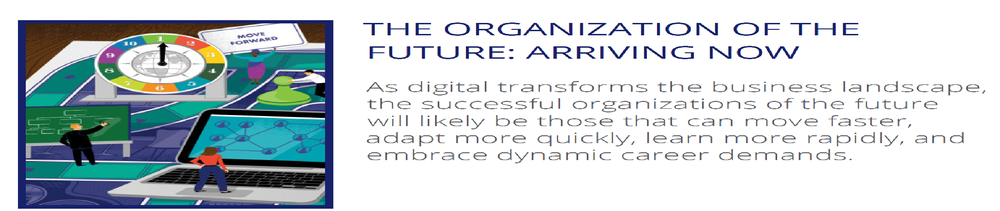 MOVE
FORWARD
1
2
3
4
5
6
7
8
9
10
THE ORGANIZATION OF THE
FUTURE: ARRIVING NOW
As digital transforms the business landscape,
the successful organizations of the future
will likely be those that can move faster,
adapt more quickly, learn more rapidly, and
embrace dynamic career demands.